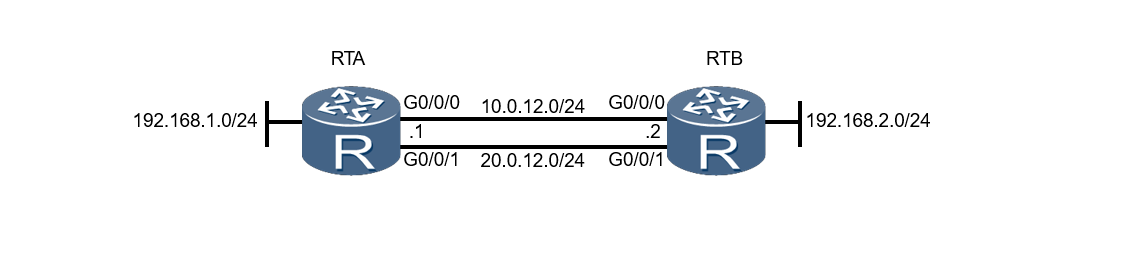 RTA
RTB
G0/0/0
10.0.12.0/24
G0/0/0
192.168.1.0/24
192.168.2.0/24
.1
.2
R
R
G0/0/1
20.0.12.0/24
G0/0/1